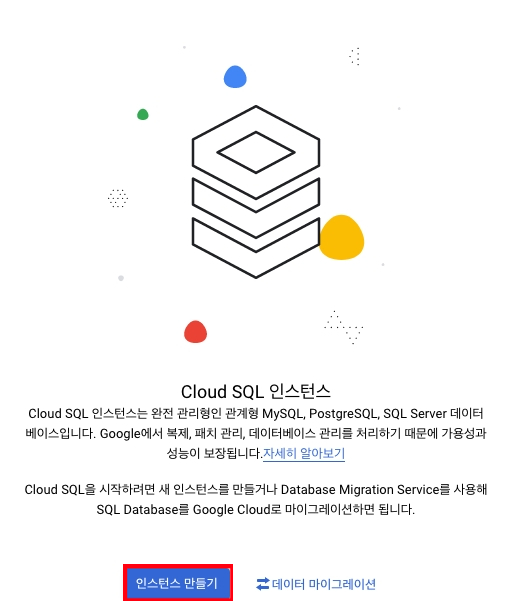 Cloud SQL 인스턴스
Cloud SQL 인스턴스는 완전 관리형인 관계형 MySQL, PostgreSQL, SQL Server 데이터
베이스입니다. Google에서 복제, 패치 관리, 데이터베이스 관리를 처리하기 때문에 가용성과
성능이 보장됩니다.자세히 알아보기
Cloud SQL을 시작하려면 새 인스턴스를 만들거나 Database Migration Service를 사용해
SQL Database를 Google Cloud로 마이그레이션하면 됩니다.
인스턴스 만들기
데이터 마이그레이션